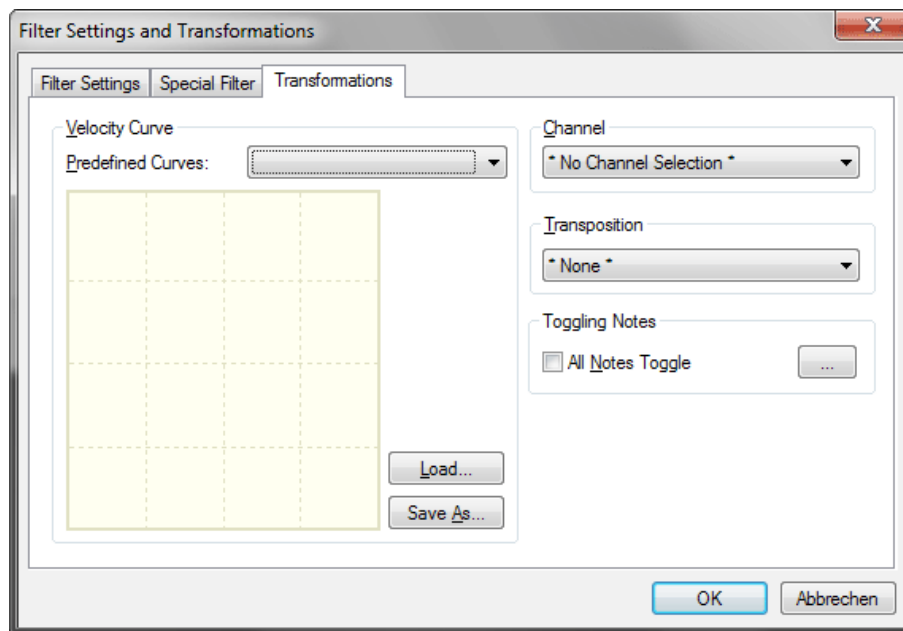 Filter Settings and Transformations
X
Filter Settings Special Filter Transformations
Velocity Curve
Predefined Curves:
Load...
Save As...
Channel
* No Channel Selection *
Transposition
* None *
Toggling Notes
All Notes Toggle
...
OK Abbrechen